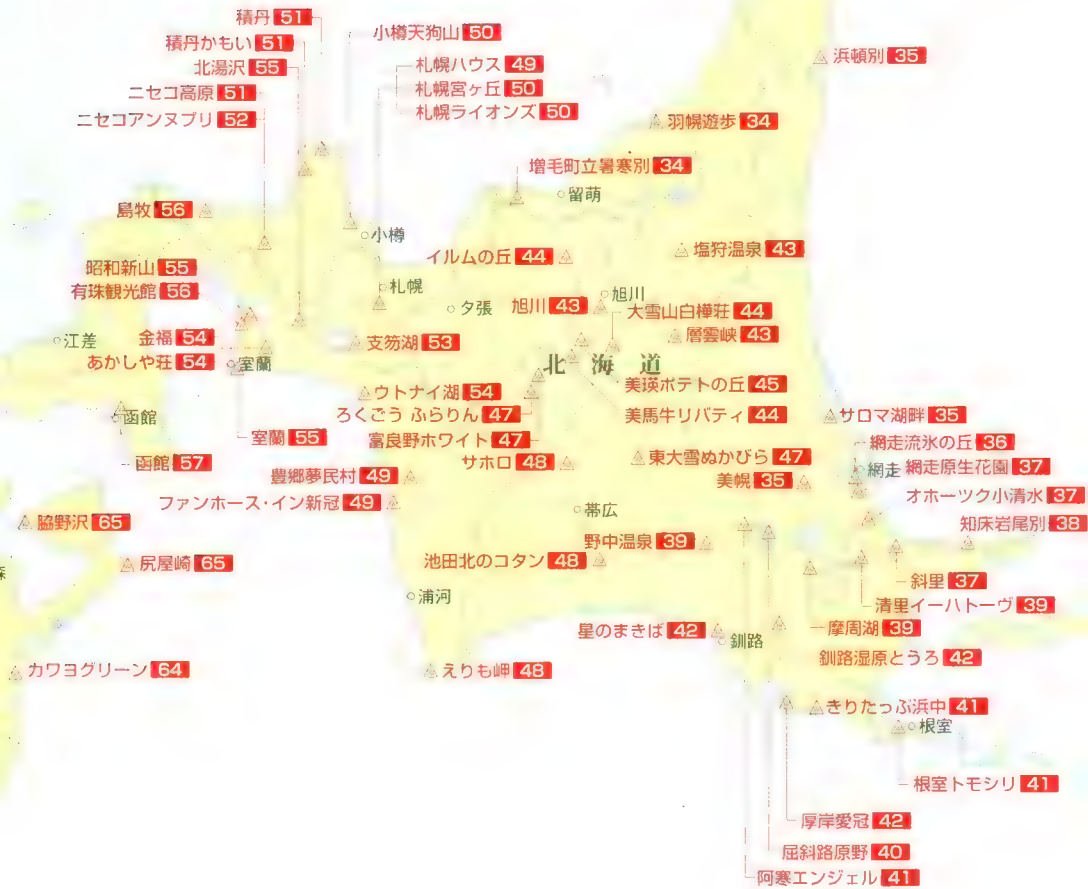 積丹 51
積丹かもい 51
北湯沢 55
ニセコ高原 51
ニセコアンヌプリ 52
小樽天狗山 50
札幌ハウス 49
札幌宮ヶ丘 50
札幌ライオンズ 50
浜頓別 35
羽幌遊歩 34
増毛町立暑寒別 34
留萌
島牧 56
小樽
イルムの丘 44
塩狩温泉 43
昭和新山 55
有珠観光館 56
札幌
夕張
旭川 43
旭川
大雪山白樺荘 44
層雲峡 43
江差
金福 54
あかしや荘 54
室蘭
支笏湖 53
北海道
美瑛ポテトの丘 45
ウトナイ湖 54
ろくごう ふらりん 47
美馬牛リバティ 44
函館
室蘭 55
富良野ホワイト 47
サロマ湖畔 35
網走流氷の丘 36
函館 57
サホロ 48
東大雪ぬかびら 47
網走
網走原生花園 37
豊郷夢民村 49
美幌 35
オホーツク小清水 37
ファンホース・イン新冠 49
帯広
知床岩尾別 38
脇野沢 65
野中温泉 39
尻屋崎 65
池田北のコタン 48
斜里 37
浦河
清里イーハトーヴ 39
星のまきば 42
釧路
摩周湖 39
釧路湿原とうろ 42
カワヨグリーン 64
えりも岬 48
きりたっぷ浜中 41
根室
根室トモシリ 41
厚岸愛冠 42
屈斜路原野 40
阿寒エンジェル 41